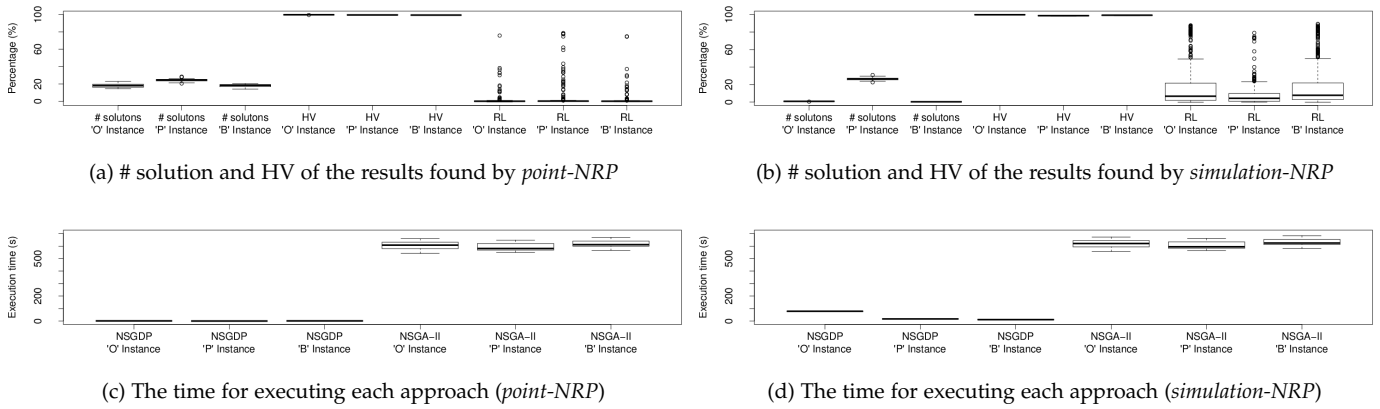 Percentage (%)
0 20 60 100
# solutons
'O' Instance
# solutons
'P' Instance
# solutons
'B' Instance
HV
'O' Instance
HV
'P' Instance
HV
'B' Instance
RL
'O' Instance
RL
'P' Instance
RL
'B' Instance
(a) # solution and HV of the results found by point-NRP
Percentage (%)
0 20 60 100
# solutons
'O' Instance
# solutons
'P' Instance
# solutons
'B' Instance
HV
'O' Instance
HV
'P' Instance
HV
'B' Instance
RL
'O' Instance
RL
'P' Instance
RL
'B' Instance
(b) # solution and HV of the results found by simulation-NRP
Execution time (s)
0 200 500
NSGDP
'O' Instance
NSGDP
'P' Instance
NSGDP
'B' Instance
NSGA−II
'O' Instance
NSGA−II
'P' Instance
NSGA−II
'B' Instance
(c) The time for executing each approach (point-NRP)
Execution time (s)
0 200 500
NSGDP
'O' Instance
NSGDP
'P' Instance
NSGDP
'B' Instance
NSGA−II
'O' Instance
NSGA−II
'P' Instance
NSGA−II
'B' Instance
(d) The time for executing each approach (simulation-NRP)